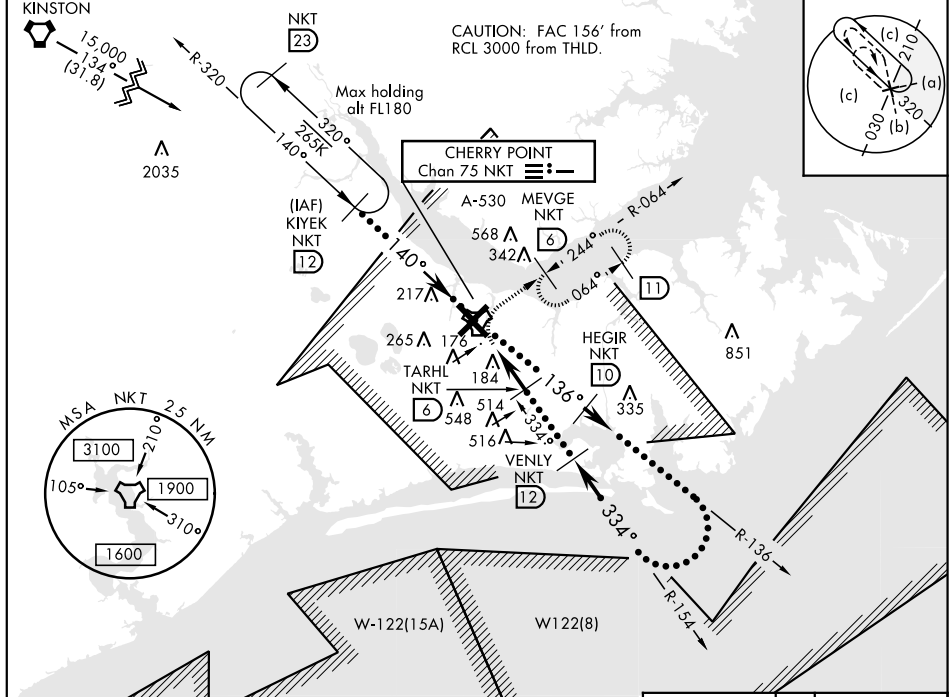 KINSTON
15,000
134°
(31.8)
2035
R-320
NKT
23
CAUTION: FAC 156' from
RCL 3000 from THLD.
Max holding
alt FL180
320°
265K
140°
(IAF)
KIYEK
NKT
12
140°
CHERRY POINT
Chan 75 NKT
A-530
568
342
MEVGE
NKT
6
R-064
244°
064°
11
217
265
176
184
TARHL
NKT
6
548
514
516
334°
136°
HEGIR
NKT
10
335
851
VENLY
NKT
12
334°
R-136
R-154
W-122(15A)
W122(8)
MSA NKT 25 NM
3100
210°
105°
1900
310°
1600
(c)
210
(a)
(c)
320
(b)
030